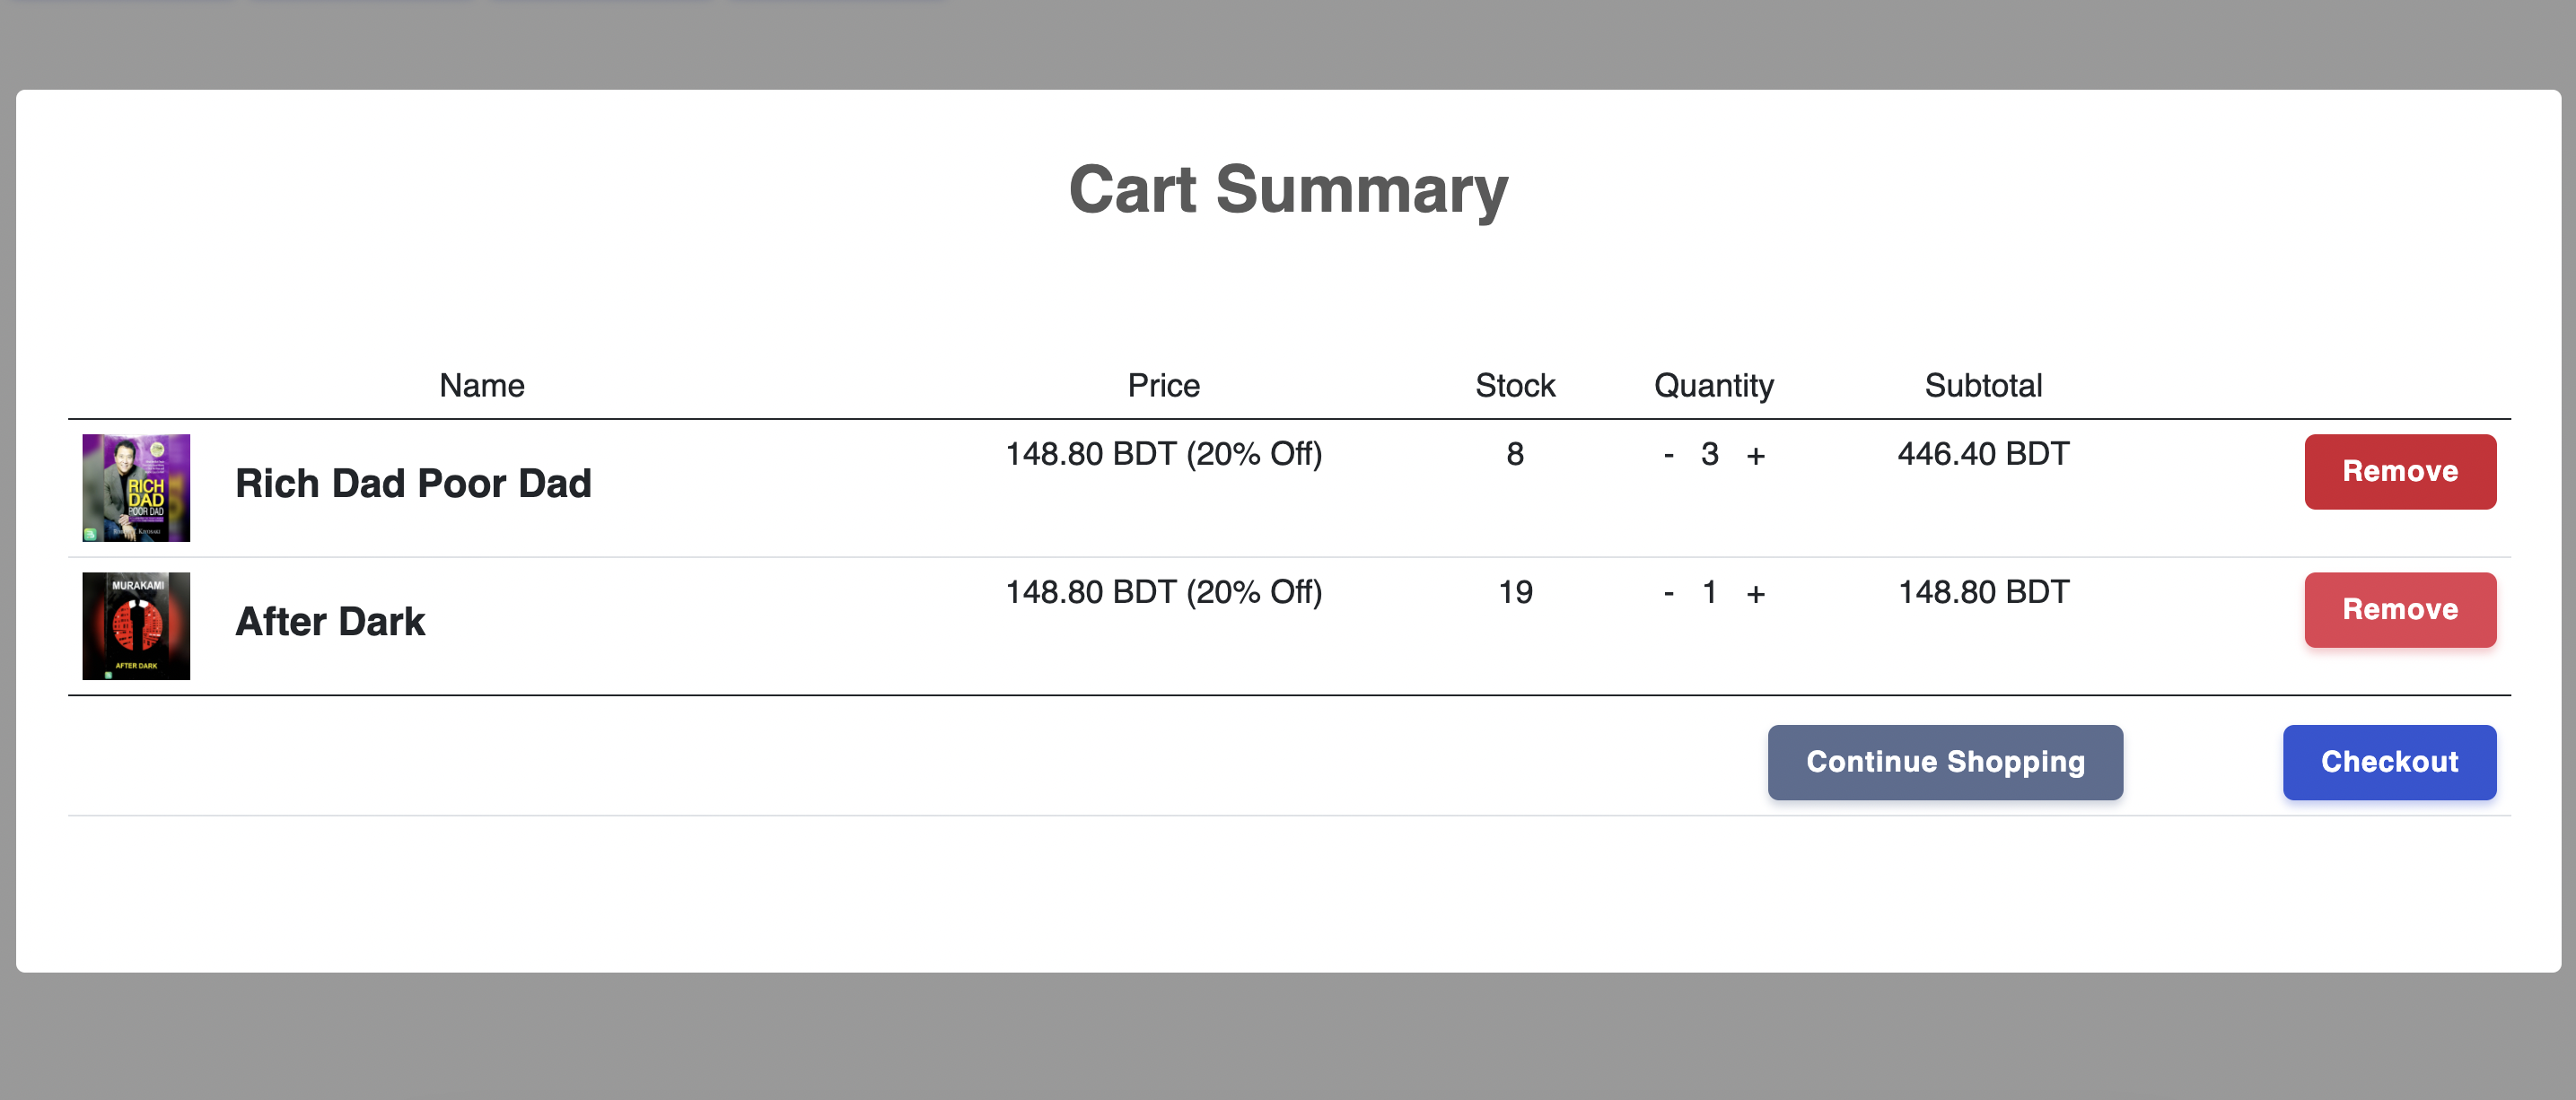 Cart Summary
Name Price Stock Quantity Subtotal
RICH
DAD
POOR DAD
Rich Dad Poor Dad 148.80 BDT (20% Off) 8 - 3 + 446.40 BDT Remove
MURAKAMI
AFTER DARK
After Dark 148.80 BDT (20% Off) 19 - 1 + 148.80 BDT Remove
Continue Shopping Checkout